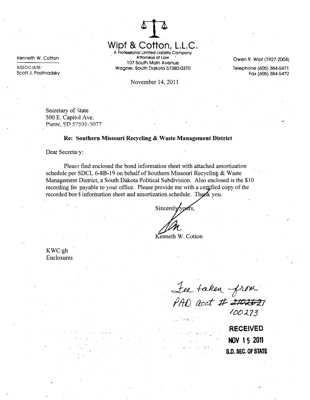 Wipf & Cotton, L.L.C.
A Professional Limited Liability Company
Attorneys at Law
107 South Main Avenue
Wagner, South Dakota 57380-0370
Kenneth W. Cotton
ASSOCIATE:
Scott J. Podhradsky
Owen R. Wipf (1927-2004)
Telephone (605) 384-5471
Fax (605) 384-5472
November 14, 2011
Secretary of State
500 E. Capitol Ave.
Pierre, SD 57501-5077
Re: Southern Missouri Recycling & Waste Management District
Dear Secretary:
Please find enclosed the bond information sheet with attached amortization
schedule per SDCL 6-8B-19 on behalf of Southern Missouri Recycling & Waste
Management District, a South Dakota Political Subdivision. Also enclosed is the $10
recording fee payable to your office. Please provide me with a certified copy of the
recorded bond information sheet and amortization schedule. Thank you.
Sincerely yours,
Kenneth W. Cotton
KWC:gh
Enclosures
Fee taken from
PAD acct #
100273
RECEIVED
NOV 15 2011
S.D. SEC. OF STATE